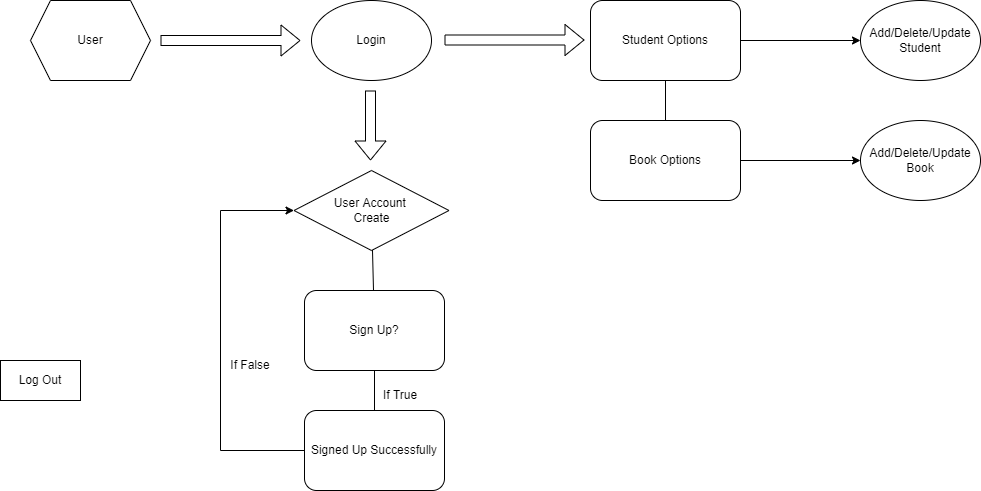 User
Login
Student Options
Add/Delete/Update
Student
Book Options
Add/Delete/Update
Book
User Account
Create
Sign Up?
If False
Log Out
If True
Signed Up Successfully